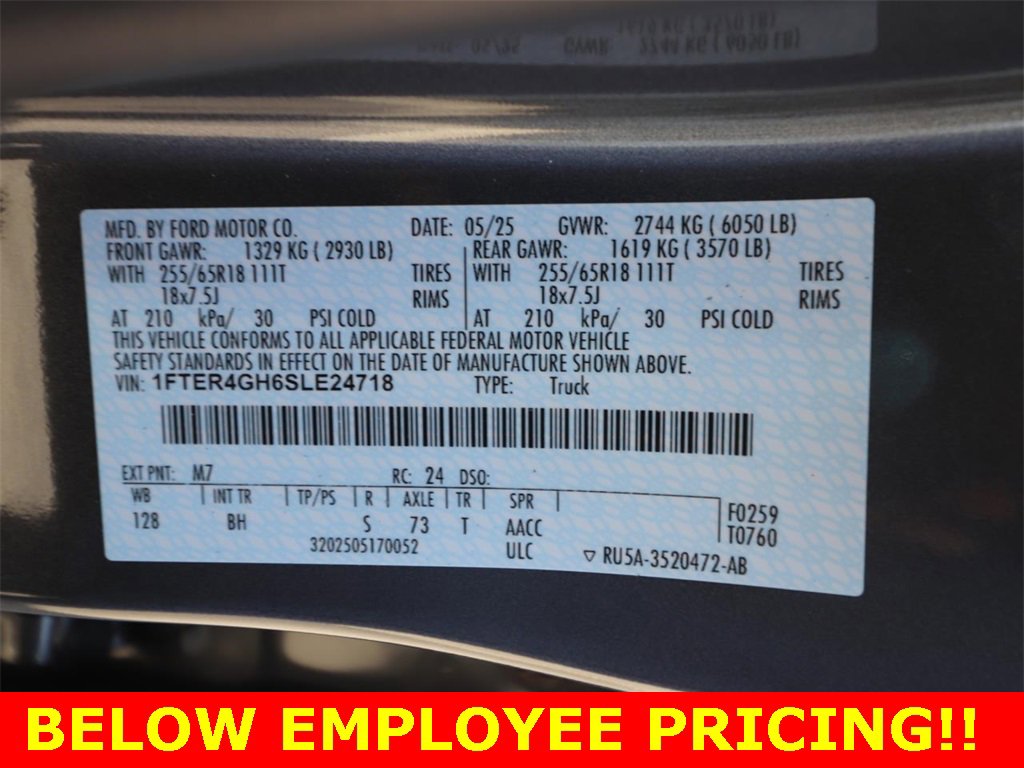 MFD. BY FORD MOTOR CO. DATE: 05/25 GVWR: 2744 KG ( 6050 LB)
FRONT GAWR: 1329 KG ( 2930 LB) REAR GAWR: 1619 KG ( 3570 LB)
WITH 255/65R18 111T TIRES WITH 255/65R18 111T TIRES
18x7.5J RIMS 18x7.5J RIMS
AT 210 kPa/ 30 PSI COLD AT 210 kPa/ 30 PSI COLD
THIS VEHICLE CONFORMS TO ALL APPLICABLE FEDERAL MOTOR VEHICLE
SAFETY STANDARDS IN EFFECT ON THE DATE OF MANUFACTURE SHOWN ABOVE.
VIN: 1FTER4GH6SLE24718 TYPE: Truck
EXT PNT: M7 RC: 24 DSO:
WB INT TR TP/PS R AXLE TR SPR
128 BH S 73 T AACC F0259
3202505170052 ULC T0760
▽ RU5A-3520472-AB
BELOW EMPLOYEE PRICING!!